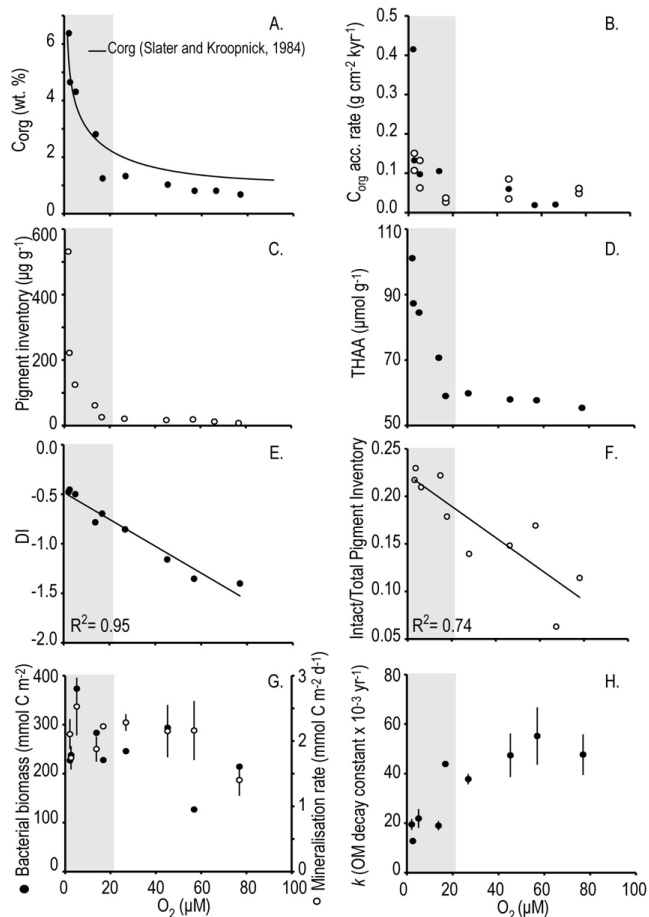 A.
6
4
2
0
Corg (wt. %)
Corg (Slater and Kroopnick, 1984)
B.
0.5
0.4
0.3
0.2
0.1
0.0
Corg acc. rate (g cm-2 kyr-1)
0 20 40 60 80 100
C.
600
400
200
0
Pigment inventory (µg g-1)
D.
110
90
70
50
THAA (µmol g-1)
E.
0.0
-0.5
-1.0
-1.5
-2.0
DI
R2= 0.95
F.
0.25
0.20
0.15
0.10
0.05
Intact/Total Pigment Inventory
R2= 0.74
G.
400
300
200
100
0
Bacterial biomass (mmol C m-2)
3
2
1
0
Mineralisation rate (mmol C m-2 d-1)
0 20 40 60 80 100
O2 (µM)
H.
80
60
40
20
0
k (OM decay constant x 10-3 yr-1)
0 20 40 60 80 100
O2 (µM)